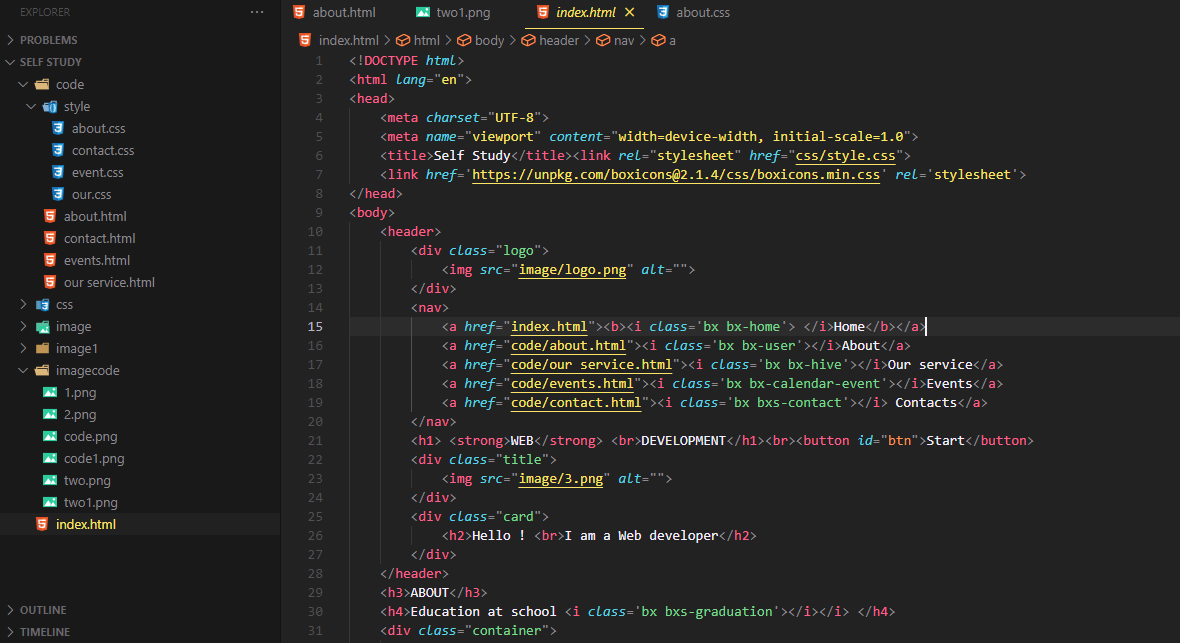 EXPLORER ···
PROBLEMS
SELF STUDY
code
style
about.css
contact.css
event.css
our.css
about.html
contact.html
events.html
our service.html
css
image
image1
imagecode
1.png
2.png
code.png
code1.png
two.png
two1.png
index.html
OUTLINE
TIMELINE
about.html two1.png index.html × about.css
index.html > html > body > header > nav > a
1 <!DOCTYPE html>
2 <html lang="en">
3 <head>
4 <meta charset="UTF-8">
5 <meta name="viewport" content="width=device-width, initial-scale=1.0">
6 <title>Self Study</title><link rel="stylesheet" href="css/style.css">
7 <link href='https://unpkg.com/boxicons@2.1.4/css/boxicons.min.css' rel='stylesheet'>
8 </head>
9 <body>
10 <header>
11 <div class="logo">
12 <img src="image/logo.png" alt="">
13 </div>
14 <nav>
15 <a href="index.html"><b><i class='bx bx-home'> </i>Home</b></a>
16 <a href="code/about.html"><i class='bx bx-user'></i>About</a>
17 <a href="code/our service.html"><i class='bx bx-hive'></i>Our service</a>
18 <a href="code/events.html"><i class='bx bx-calendar-event'></i>Events</a>
19 <a href="code/contact.html"><i class='bx bxs-contact'></i> Contacts</a>
20 </nav>
21 <h1> <strong>WEB</strong> <br>DEVELOPMENT</h1><br><button id="btn">Start</button>
22 <div class="title">
23 <img src="image/3.png" alt="">
24 </div>
25 <div class="card">
26 <h2>Hello ! <br>I am a Web developer</h2>
27 </div>
28 </header>
29 <h3>ABOUT</h3>
30 <h4>Education at school <i class='bx bxs-graduation'></i></i> </h4>
31 <div class="container">